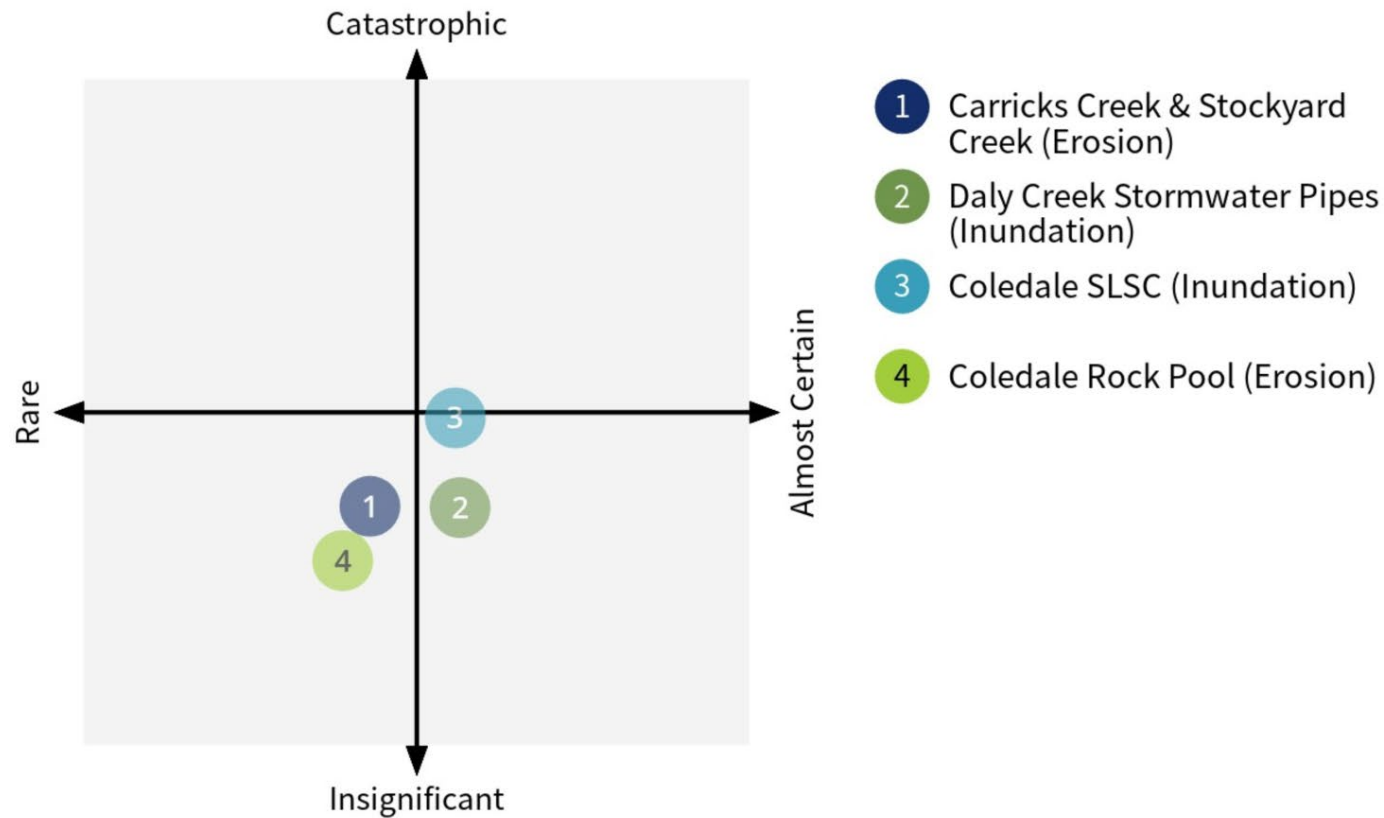 Catastrophic
Rare
Almost Certain
Insignificant
3
1
2
4
1 Carricks Creek & Stockyard
Creek (Erosion)
2 Daly Creek Stormwater Pipes
(Inundation)
3 Coledale SLSC (Inundation)
4 Coledale Rock Pool (Erosion)